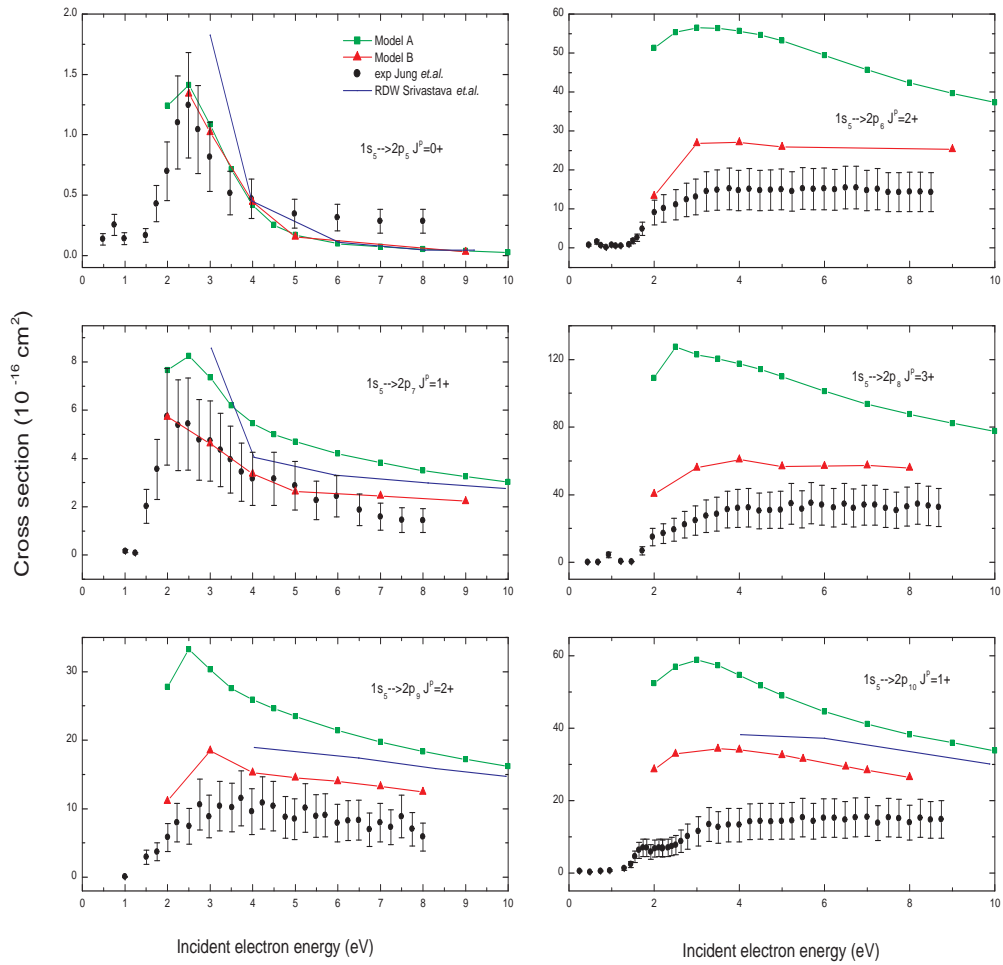 2.0
1.5
1.0
0.5
0.0
Model A
Model B
exp Jung et.al.
RDW Srivastava et.al.
1s₅-->2p₅ Jᴾ=0+
0 1 2 3 4 5 6 7 8 9 10
60
50
40
30
20
10
0
1s₅-->2p₆ Jᴾ=2+
0 2 4 6 8 10
8
6
4
2
0
1s₅-->2p₇ Jᴾ=1+
0 1 2 3 4 5 6 7 8 9 10
120
80
40
0
1s₅-->2p₈ Jᴾ=3+
0 2 4 6 8 10
30
20
10
0
1s₅-->2p₉ Jᴾ=2+
0 1 2 3 4 5 6 7 8 9 10
60
40
20
0
1s₅-->2p₁₀ Jᴾ=1+
0 2 4 6 8 10
Cross section (10 ⁻¹⁶ cm²)
Incident electron energy (eV)
Incident electron energy (eV)